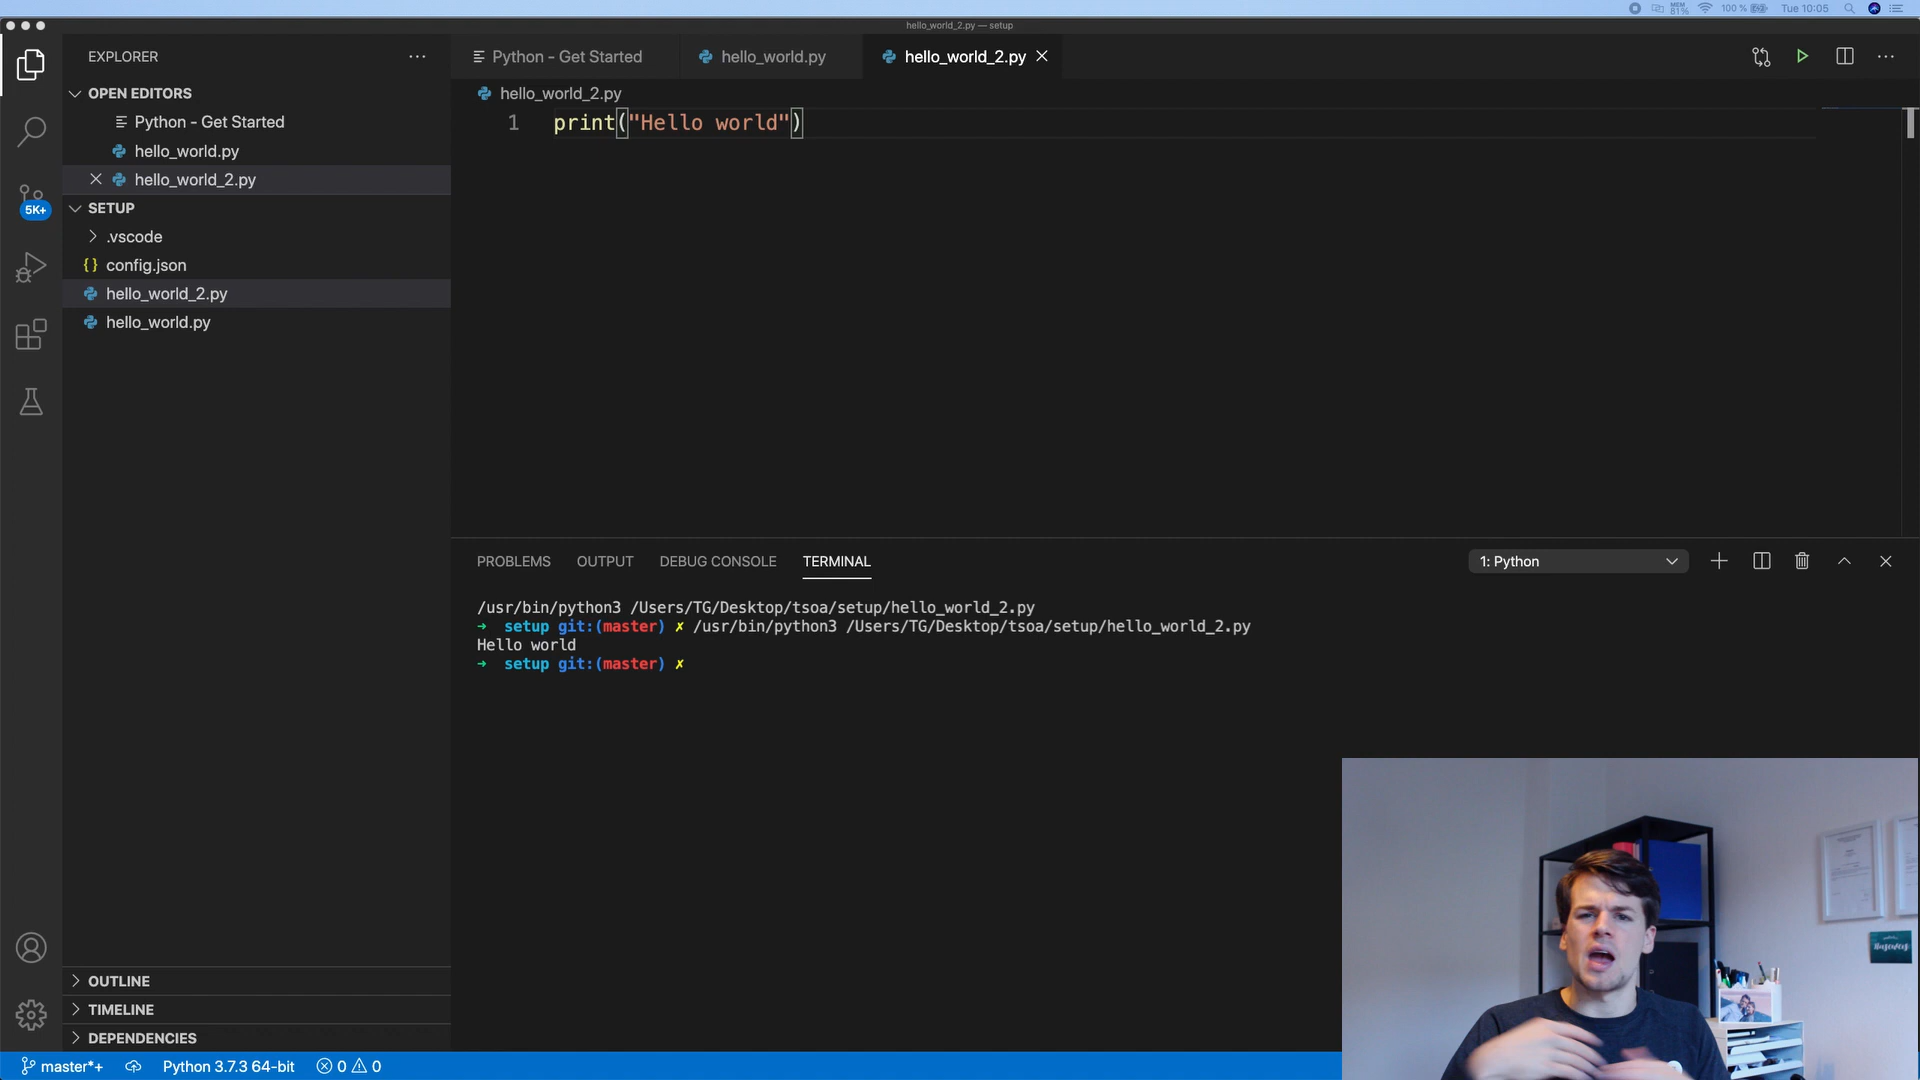 MEM
81%
100 %
Tue 10:05
hello_world_2.py — setup
EXPLORER
Python - Get Started
hello_world.py
hello_world_2.py
OPEN EDITORS
Python - Get Started
hello_world.py
hello_world_2.py
SETUP
.vscode
{} config.json
hello_world_2.py
hello_world.py
5K+
OUTLINE
TIMELINE
DEPENDENCIES
hello_world_2.py
1 print("Hello world")
PROBLEMS OUTPUT DEBUG CONSOLE TERMINAL
1: Python
/usr/bin/python3 /Users/TG/Desktop/tsoa/setup/hello_world_2.py
➜ setup git:(master) ✗ /usr/bin/python3 /Users/TG/Desktop/tsoa/setup/hello_world_2.py
Hello world
➜ setup git:(master) ✗
master*+
Python 3.7.3 64-bit
0
0